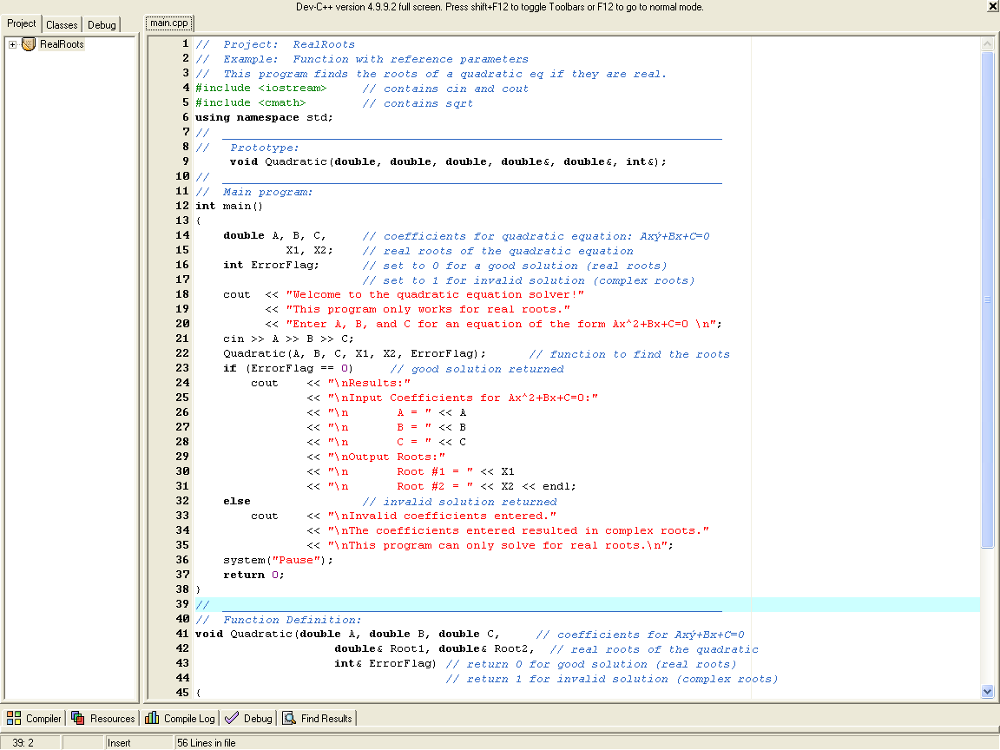 Dev-C++ version 4.9.9.2 full screen. Press shift+F12 to toggle Toolbars or F12 to go to normal mode.
Project Classes Debug main.cpp
RealRoots
1 // Project: RealRoots
2 // Example: Function with reference parameters
3 // This program finds the roots of a quadratic eq if they are real.
4 #include <iostream> // contains cin and cout
5 #include <cmath> // contains sqrt
6 using namespace std;
7 // ________________________________________________________________________
8 // Prototype:
9 void Quadratic(double, double, double, double&, double&, int&);
10 // ________________________________________________________________________
11 // Main program:
12 int main()
13 {
14 double A, B, C, // coefficients for quadratic equation: Axý+Bx+C=0
15 X1, X2; // real roots of the quadratic equation
16 int ErrorFlag; // set to 0 for a good solution (real roots)
17 // set to 1 for invalid solution (complex roots)
18 cout << "Welcome to the quadratic equation solver!"
19 << "This program only works for real roots."
20 << "Enter A, B, and C for an equation of the form Ax^2+Bx+C=0 \n";
21 cin >> A >> B >> C;
22 Quadratic(A, B, C, X1, X2, ErrorFlag); // function to find the roots
23 if (ErrorFlag == 0) // good solution returned
24 cout << "\nResults:"
25 << "\nInput Coefficients for Ax^2+Bx+C=0:"
26 << "\n A = " << A
27 << "\n B = " << B
28 << "\n C = " << C
29 << "\nOutput Roots:"
30 << "\n Root #1 = " << X1
31 << "\n Root #2 = " << X2 << endl;
32 else // invalid solution returned
33 cout << "\nInvalid coefficients entered."
34 << "\nThe coefficients entered resulted in complex roots."
35 << "\nThis program can only solve for real roots.\n";
36 system("Pause");
37 return 0;
38 }
39 // ________________________________________________________________________
40 // Function Definition:
41 void Quadratic(double A, double B, double C, // coefficients for Axý+Bx+C=0
42 double& Root1, double& Root2, // real roots of the quadratic
43 int& ErrorFlag) // return 0 for good solution (real roots)
44 // return 1 for invalid solution (complex roots)
45 {
Compiler Resources Compile Log Debug Find Results
39: 2 Insert 56 Lines in file